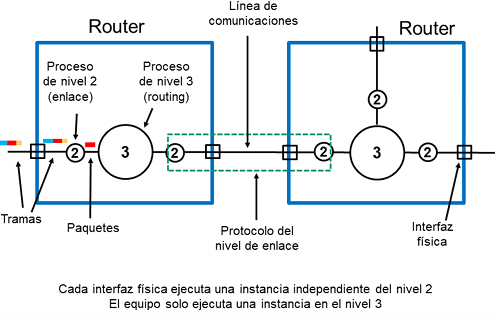 Router
Línea de
comunicaciones
Router
Proceso
de nivel 2
(enlace)
Proceso
de nivel 3
(routing)
2
3
2
2
2
3
2
Tramas
Paquetes
Protocolo del
nivel de enlace
Interfaz
física
Cada interfaz física ejecuta una instancia independiente del nivel 2
El equipo solo ejecuta una instancia en el nivel 3